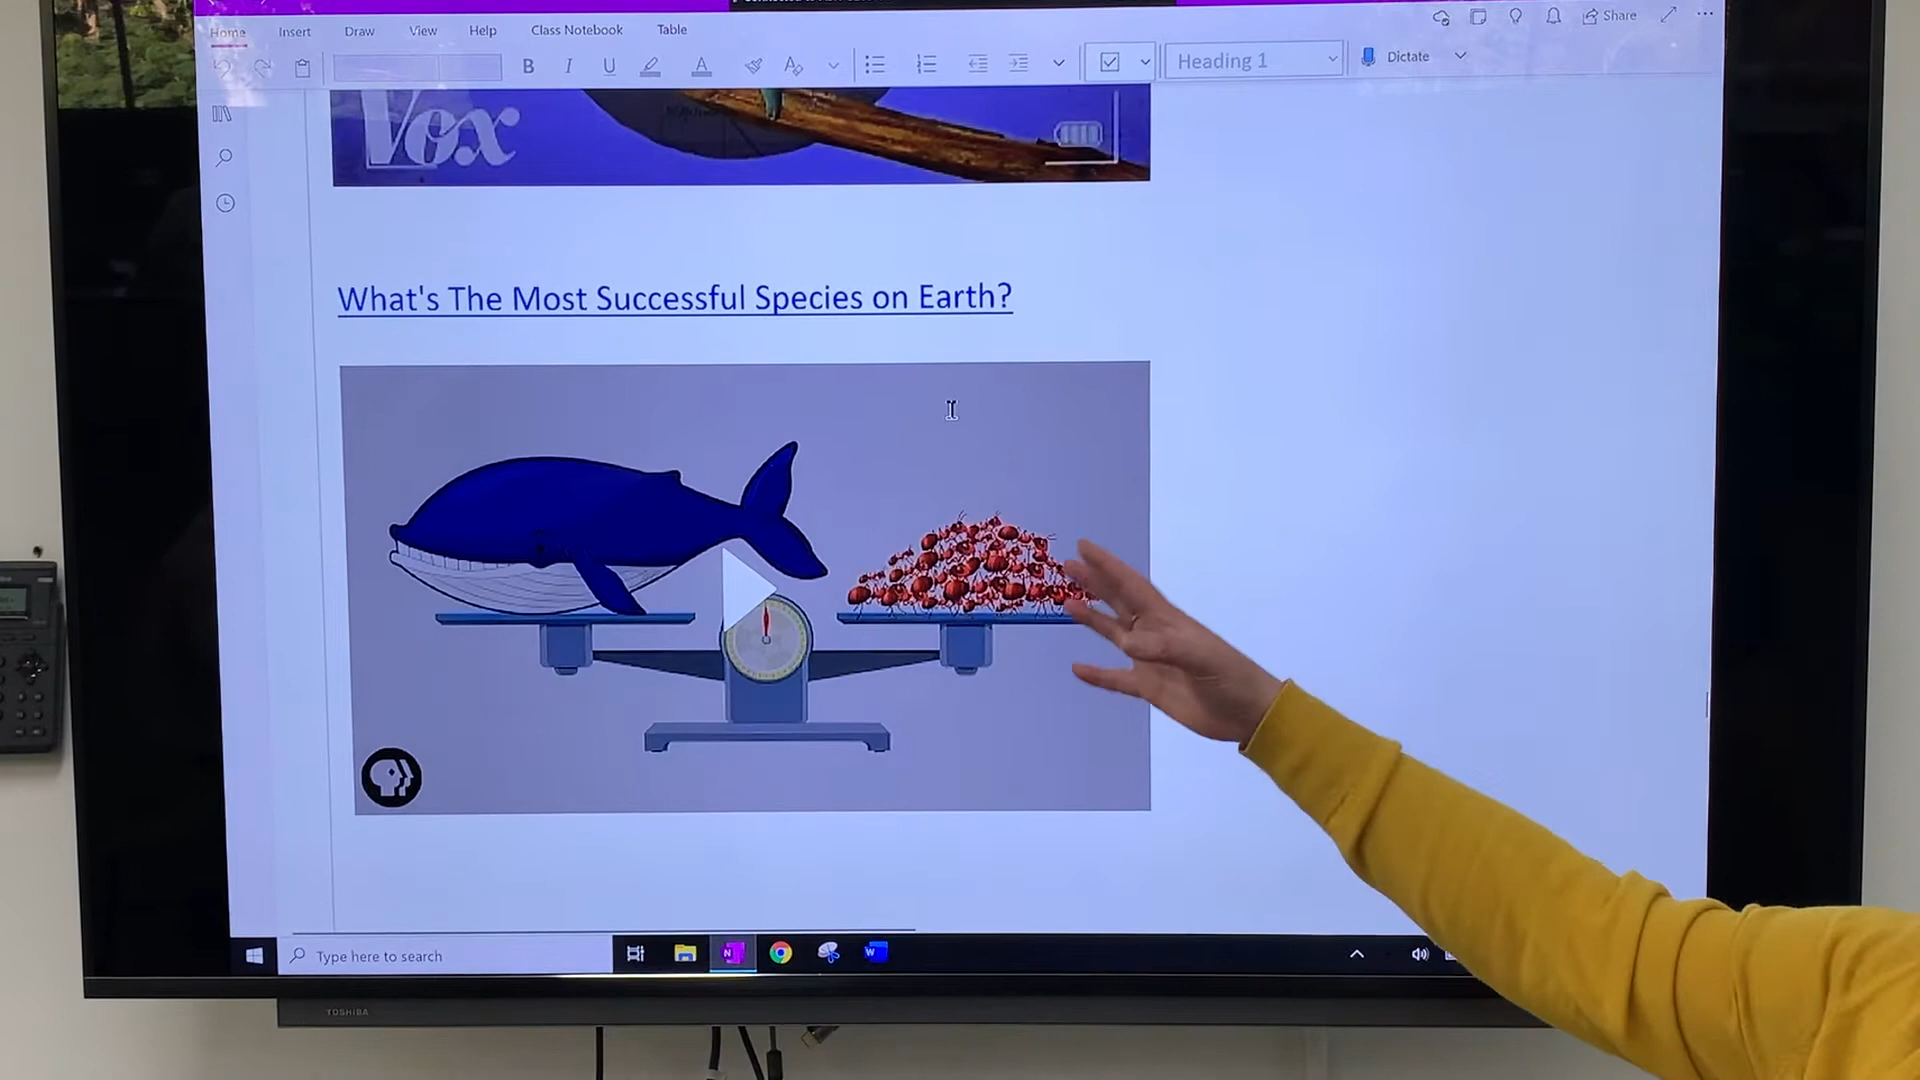 Home Insert Draw View Help Class Notebook Table Share
B I U A Heading 1 Dictate
Vox
What's The Most Successful Species on Earth?
Type here to search
N W
TOSHIBA